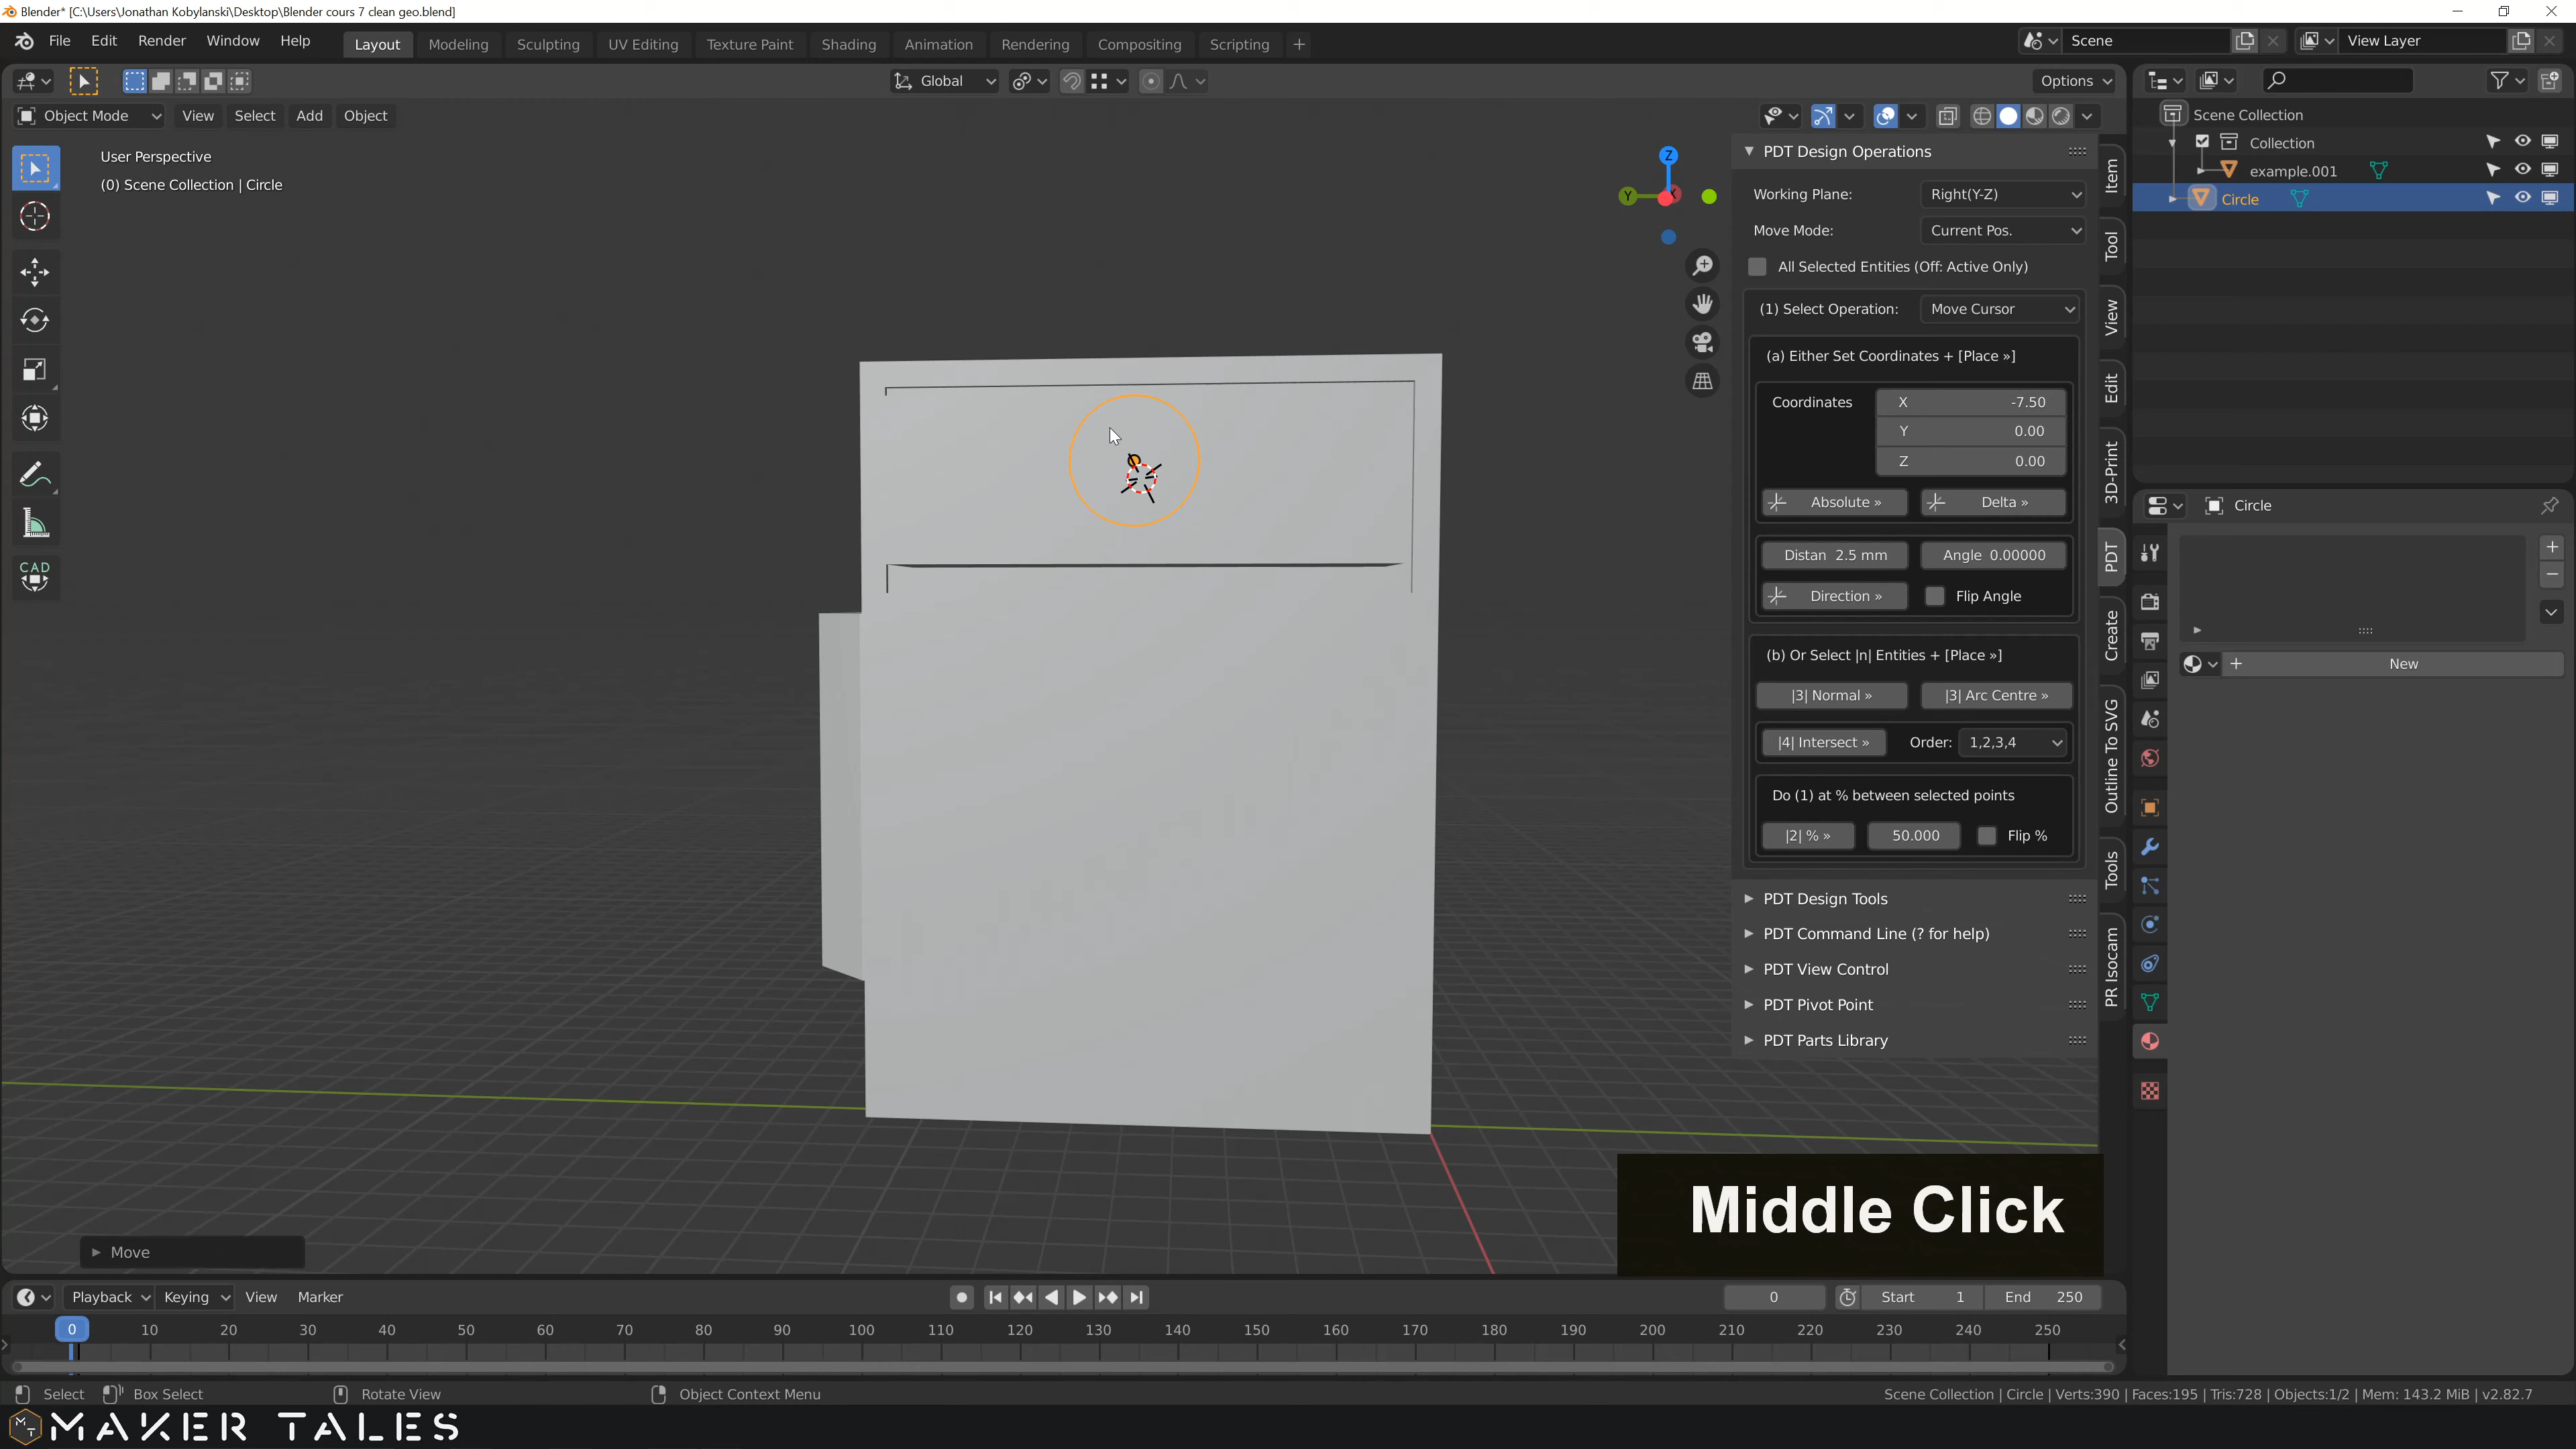 Blender* [C:\Users\Jonathan Kobylanski\Desktop\Blender cours 7 clean geo.blend]
File Edit Render Window Help
Layout Modeling Sculpting UV Editing Texture Paint Shading Animation Rendering Compositing Scripting +
Scene View Layer
Global
Options
Object Mode View Select Add Object
User Perspective
(0) Scene Collection | Circle
Z
Y
X
CAD
PDT Design Operations
Working Plane: Right(Y-Z)
Move Mode: Current Pos.
All Selected Entities (Off: Active Only)
(1) Select Operation: Move Cursor
(a) Either Set Coordinates + [Place »]
Coordinates X -7.50
Y 0.00
Z 0.00
Absolute » Delta »
Distan 2.5 mm Angle 0.00000
Direction » Flip Angle
(b) Or Select |n| Entities + [Place »]
|3| Normal » |3| Arc Centre »
|4| Intersect » Order: 1,2,3,4
Do (1) at % between selected points
|2| % » 50.000 Flip %
PDT Design Tools
PDT Command Line (? for help)
PDT View Control
PDT Pivot Point
PDT Parts Library
Item
Tool
View
Edit
3D-Print
PDT
Create
Outline To SVG
Tools
PR Isocam
Scene Collection
Collection
example.001
Circle
Circle
New
Middle Click
Move
Playback Keying View Marker
0 Start 1 End 250
0 10 20 30 40 50 60 70 80 90 100 110 120 130 140 150 160 170 180 190 200 210 220 230 240 250
Select Box Select Rotate View Object Context Menu
Scene Collection | Circle | Verts:390 | Faces:195 | Tris:728 | Objects:1/2 | Mem: 143.2 MiB | v2.82.7
MT MAKER TALES